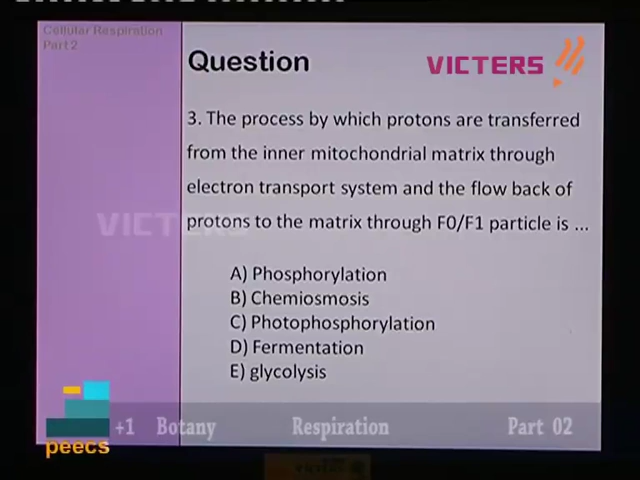 Cellular Respiration
Part 2
Question
VICTERS
3. The process by which protons are transferred
from the inner mitochondrial matrix through
electron transport system and the flow back of
protons to the matrix through F0/F1 particle is ...
VICTERS
A) Phosphorylation
B) Chemiosmosis
C) Photophosphorylation
D) Fermentation
E) glycolysis
+1 Botany Respiration Part 02
peecs
VICTERS